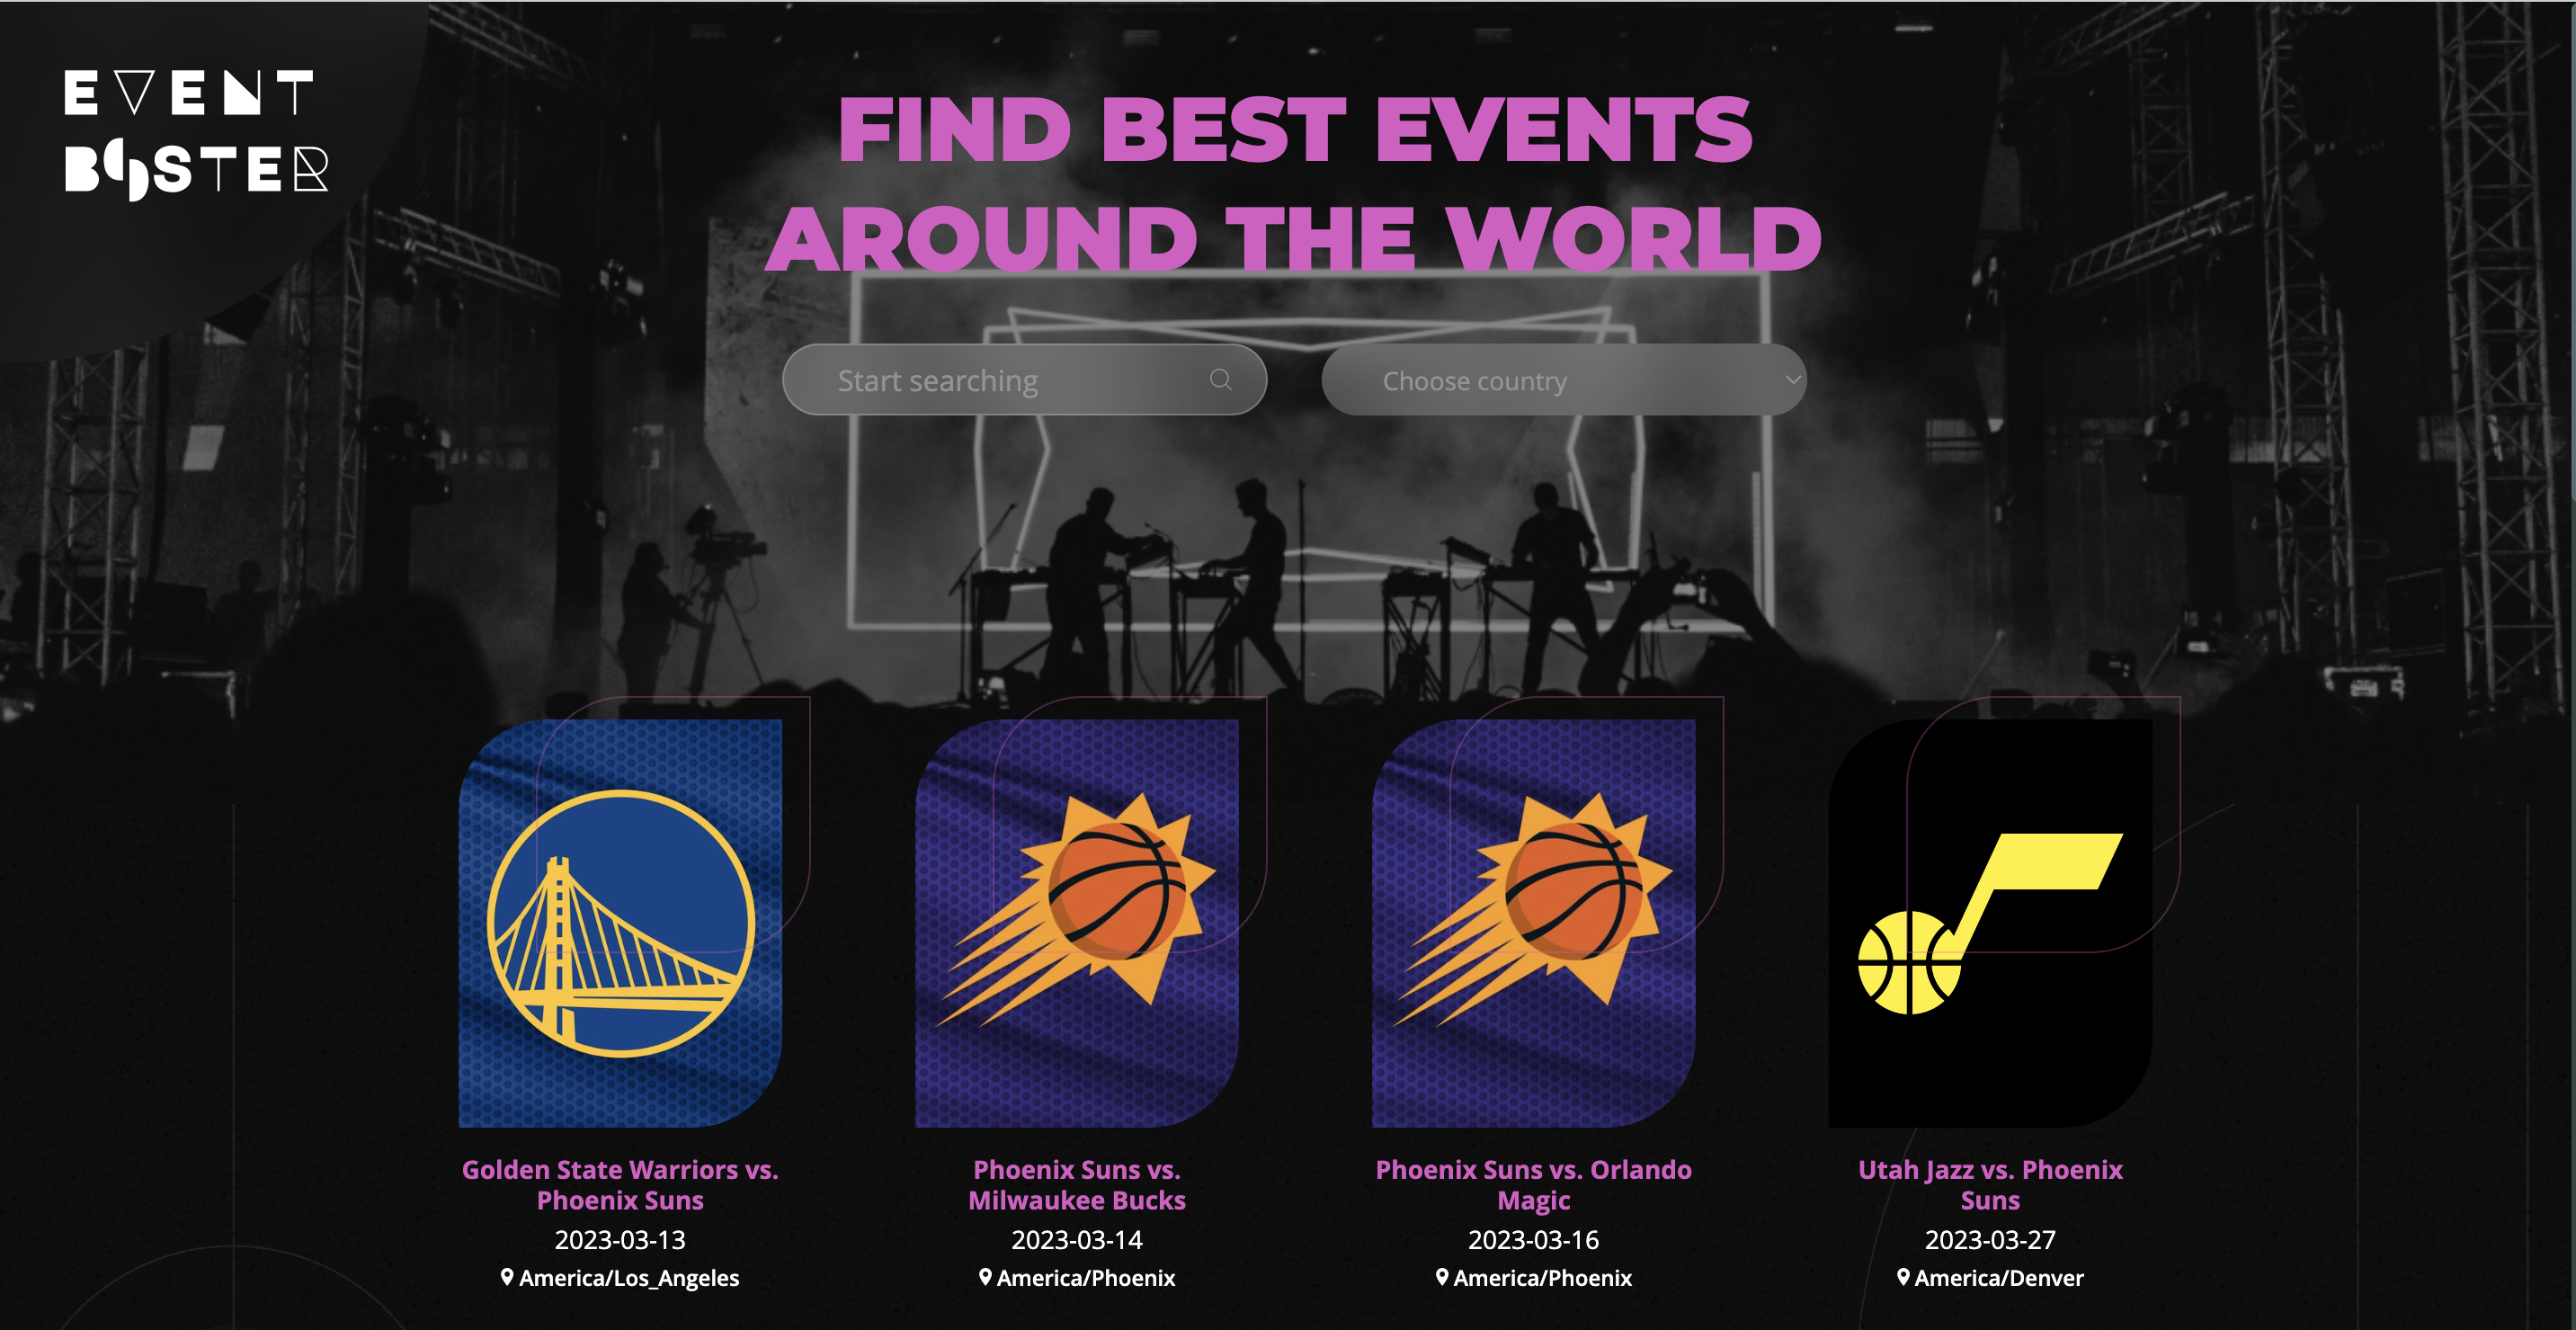 EVENT
BOOSTER
FIND BEST EVENTS
AROUND THE WORLD
Start searching
Choose country
Golden State Warriors vs.
Phoenix Suns
2023-03-13
America/Los_Angeles
Phoenix Suns vs.
Milwaukee Bucks
2023-03-14
America/Phoenix
Phoenix Suns vs. Orlando
Magic
2023-03-16
America/Phoenix
Utah Jazz vs. Phoenix
Suns
2023-03-27
America/Denver